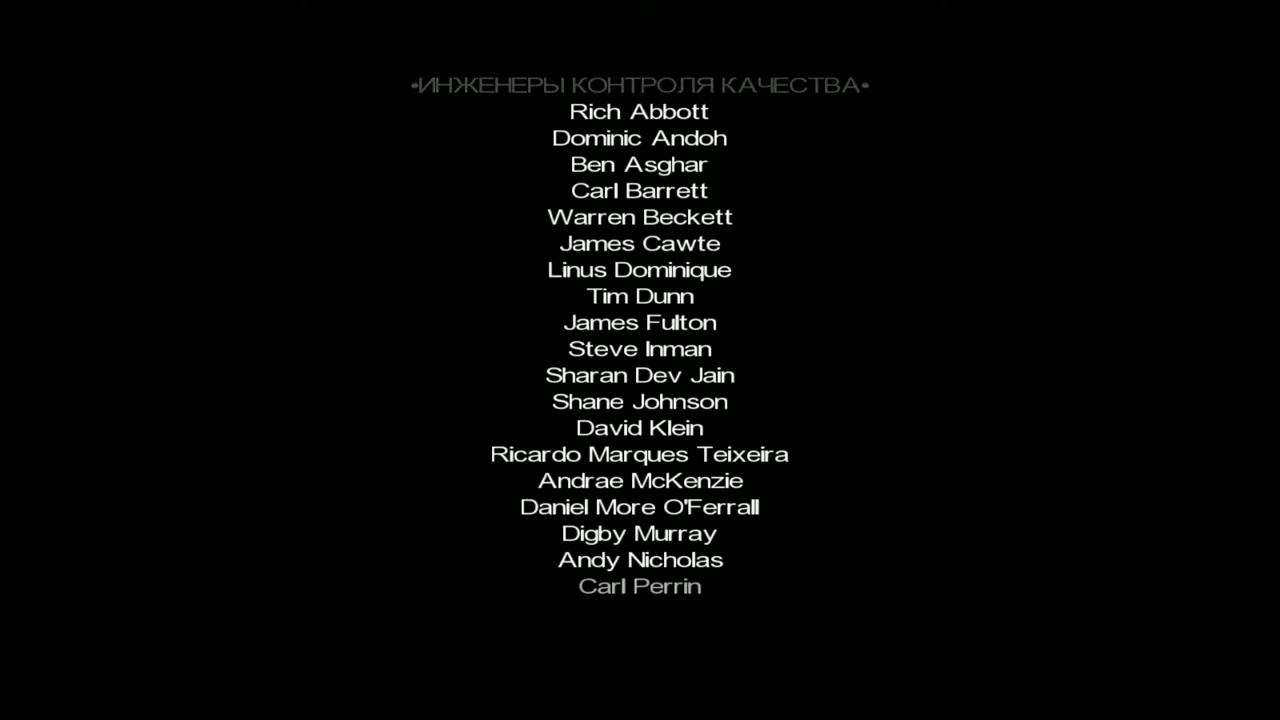 •ИНЖЕНЕРЫ КОНТРОЛЯ КАЧЕСТВА•
Rich Abbott
Dominic Andoh
Ben Asghar
Carl Barrett
Warren Beckett
James Cawte
Linus Dominique
Tim Dunn
James Fulton
Steve Inman
Sharan Dev Jain
Shane Johnson
David Klein
Ricardo Marques Teixeira
Andrae McKenzie
Daniel More O'Ferrall
Digby Murray
Andy Nicholas
Carl Perrin